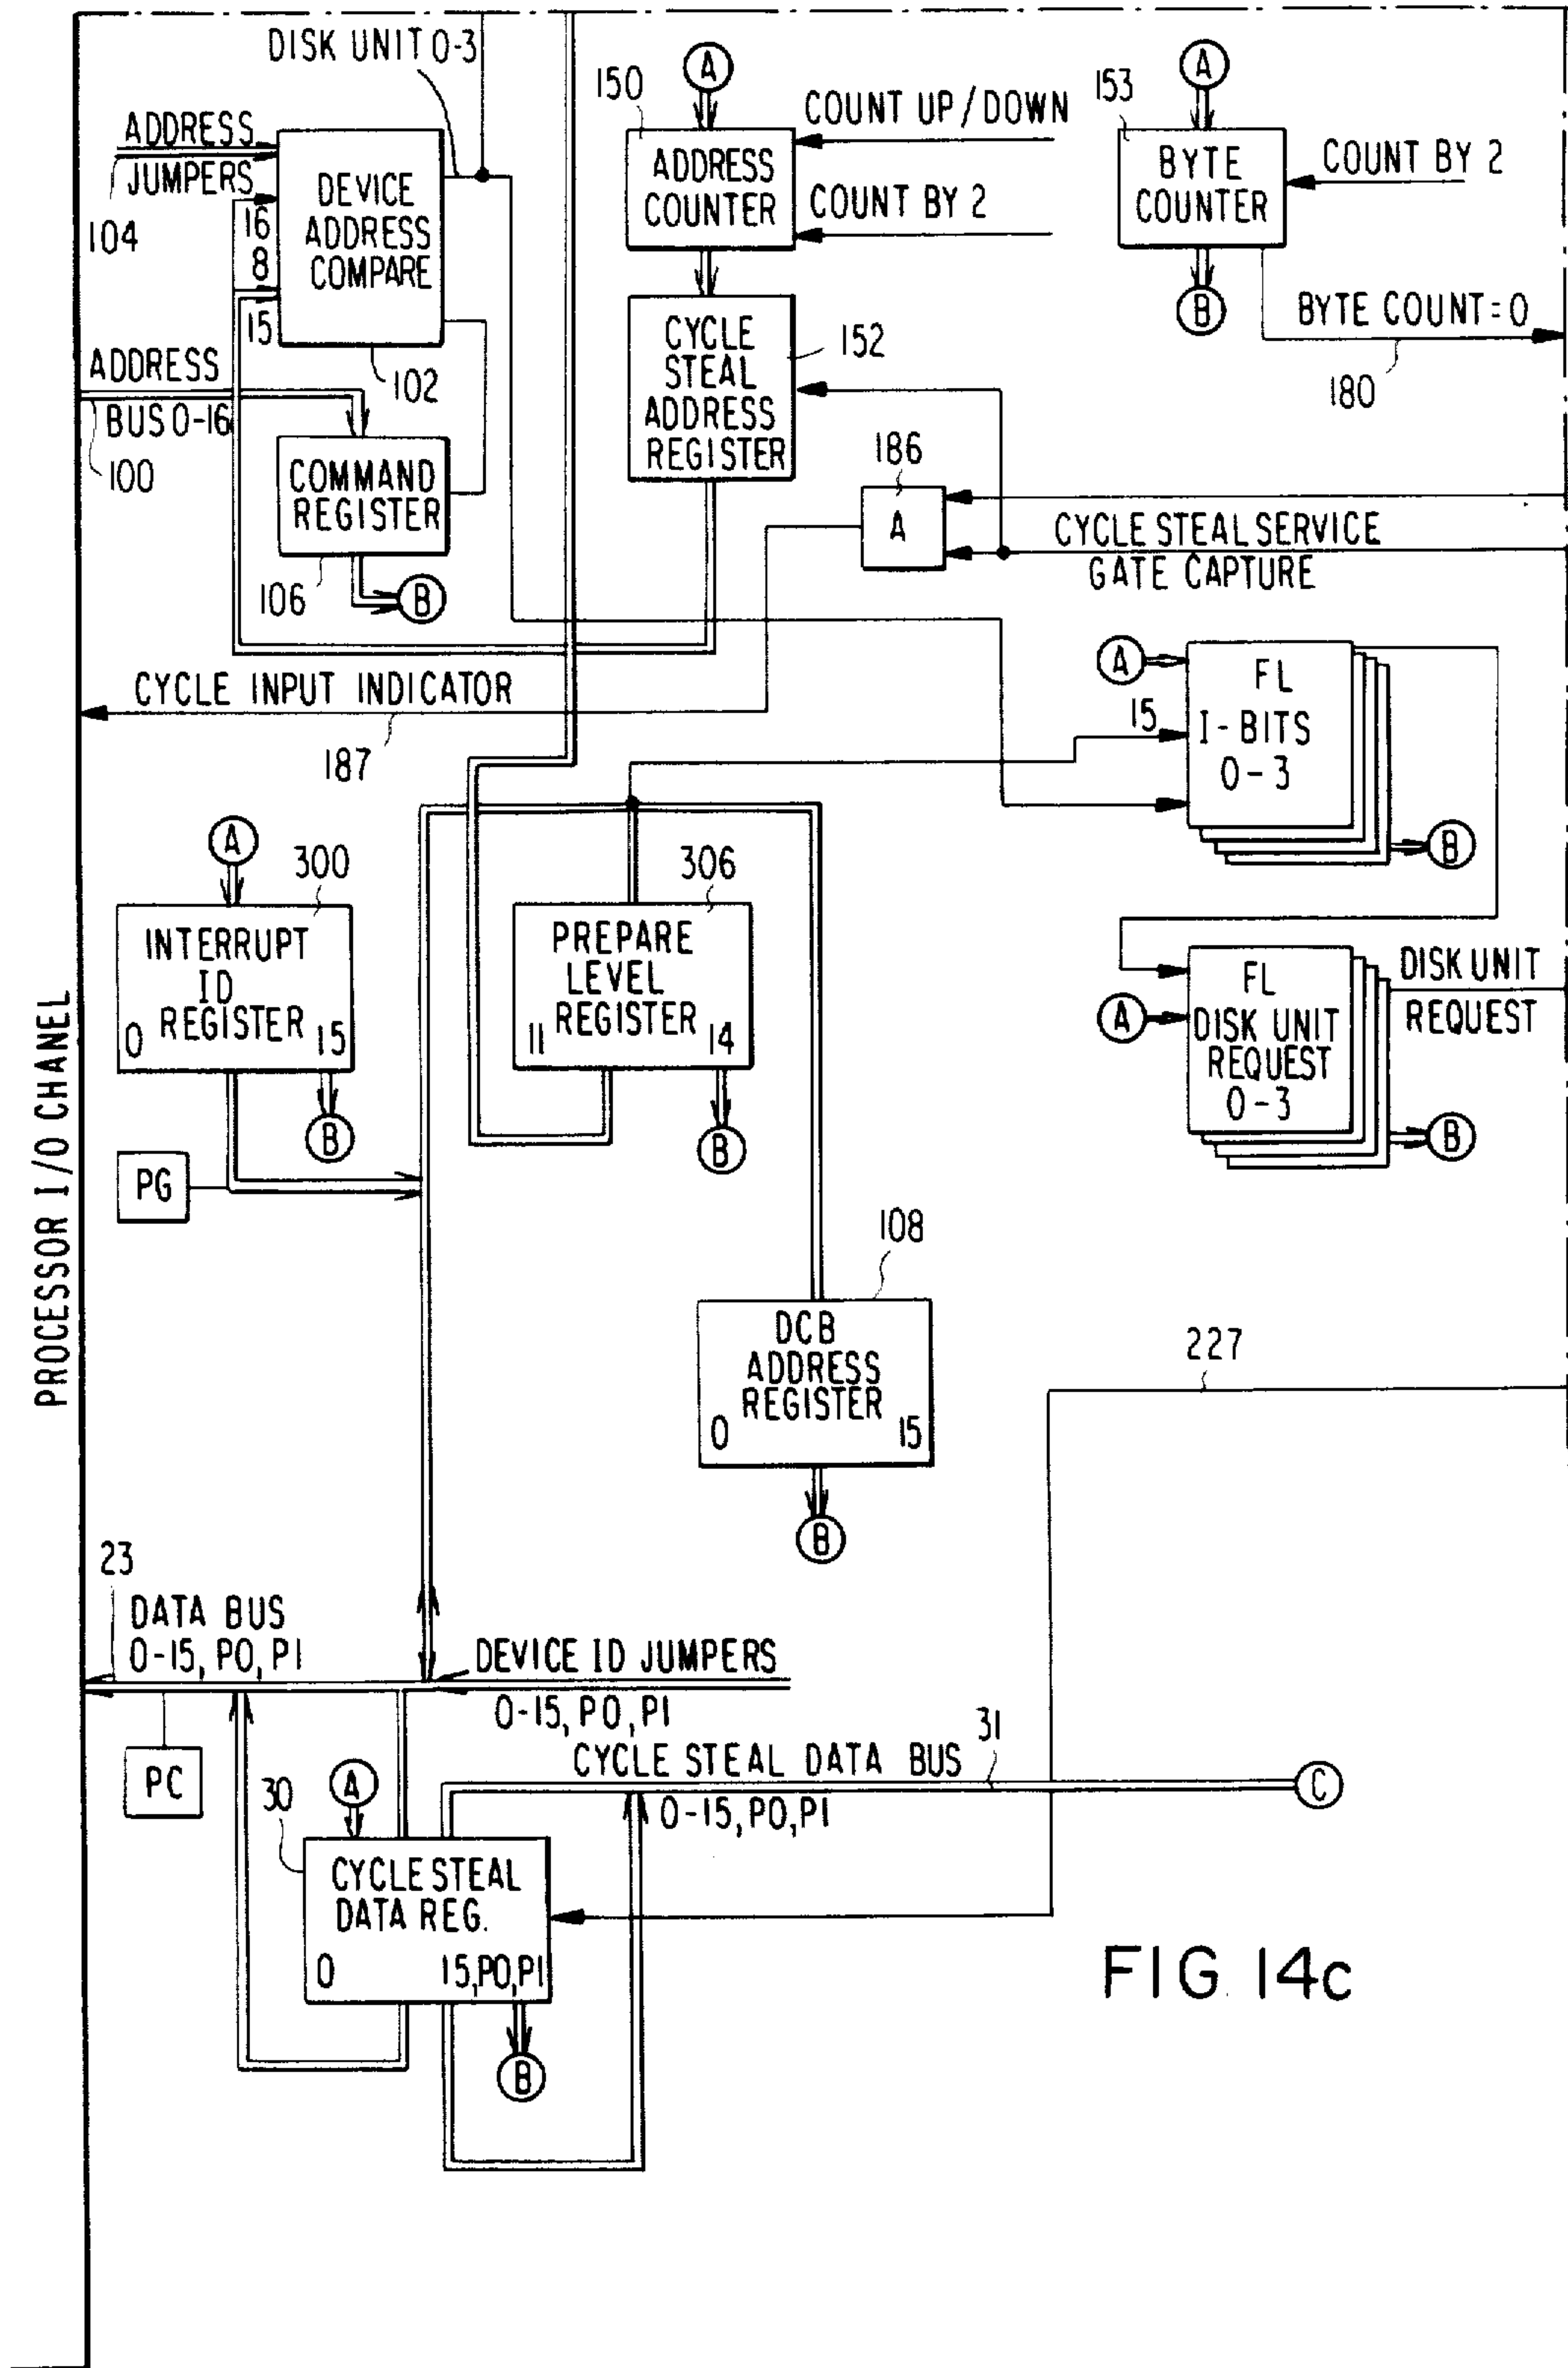 DISK UNIT 0-3
A
A
150
153
COUNT UP / DOWN
ADDRESS
JUMPERS
104
16
8
15
DEVICE
ADDRESS
COMPARE
102
ADDRESS
COUNTER
COUNT BY 2
BYTE
COUNTER
COUNT BY 2
B
BYTE COUNT = 0
180
ADDRESS
BUS 0-16
100
CYCLE
STEAL
ADDRESS
REGISTER
152
COMMAND
REGISTER
106
B
186
A
CYCLE STEAL SERVICE
GATE CAPTURE
CYCLE INPUT INDICATOR
187
A
15
FL
I-BITS
0-3
B
A
300
306
INTERRUPT
ID
REGISTER
0
15
B
PREPARE
LEVEL
REGISTER
11
14
B
A
FL
DISK UNIT
REQUEST
0-3
DISK UNIT
REQUEST
B
PG
PROCESSOR I/O CHANNEL
108
DCB
ADDRESS
REGISTER
0
15
B
227
23
DATA BUS
0-15, P0, P1
DEVICE ID JUMPERS
0-15, P0, P1
PC
CYCLE STEAL DATA BUS
31
0-15, P0, P1
C
30
A
CYCLE STEAL
DATA REG.
0
15, P0, P1
B
FIG. 14c